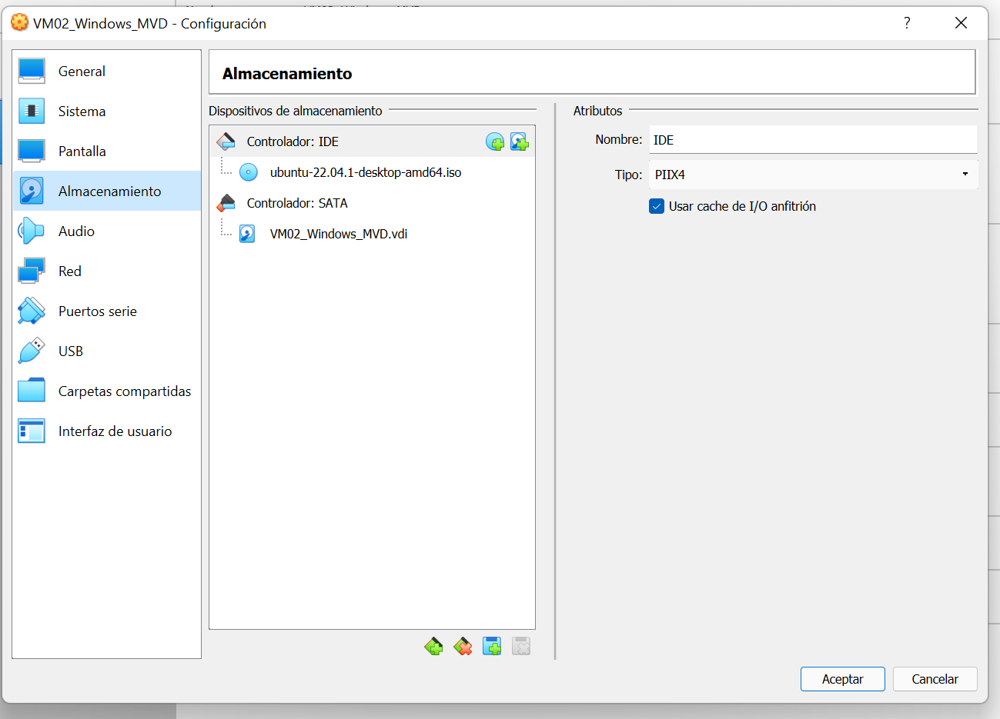 VM02_Windows_MVD - Configuración
?
General
Sistema
Pantalla
Almacenamiento
Audio
Red
Puertos serie
USB
Carpetas compartidas
Interfaz de usuario
Almacenamiento
Dispositivos de almacenamiento
Controlador: IDE
ubuntu-22.04.1-desktop-amd64.iso
Controlador: SATA
VM02_Windows_MVD.vdi
Atributos
Nombre: IDE
Tipo: PIIX4
Usar cache de I/O anfitrión
Aceptar Cancelar